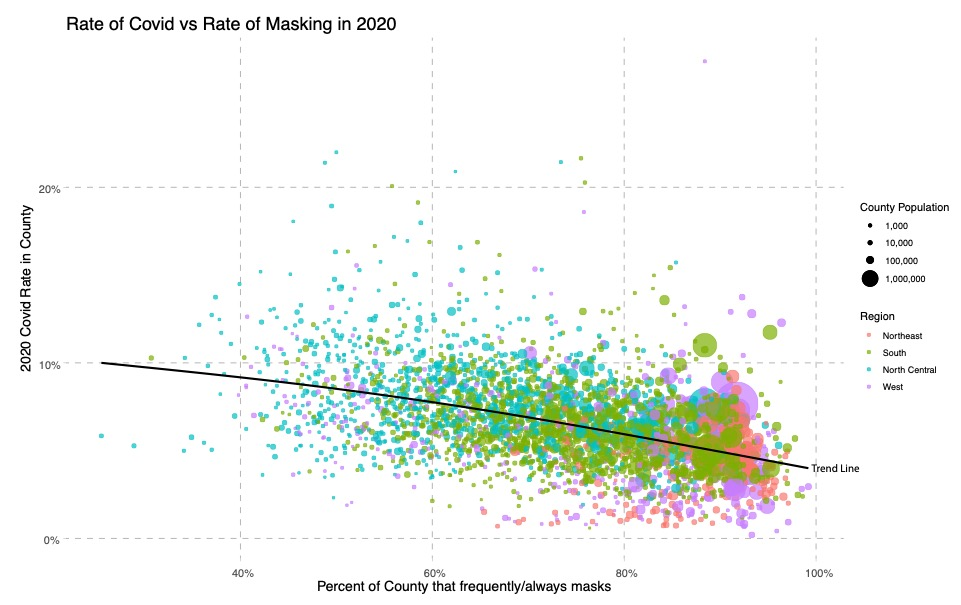 Rate of Covid vs Rate of Masking in 2020
2020 Covid Rate in County
20%
10%
0%
40%
60%
80%
100%
Percent of County that frequently/always masks
Trend Line
County Population
1,000
10,000
100,000
1,000,000
Region
Northeast
South
North Central
West